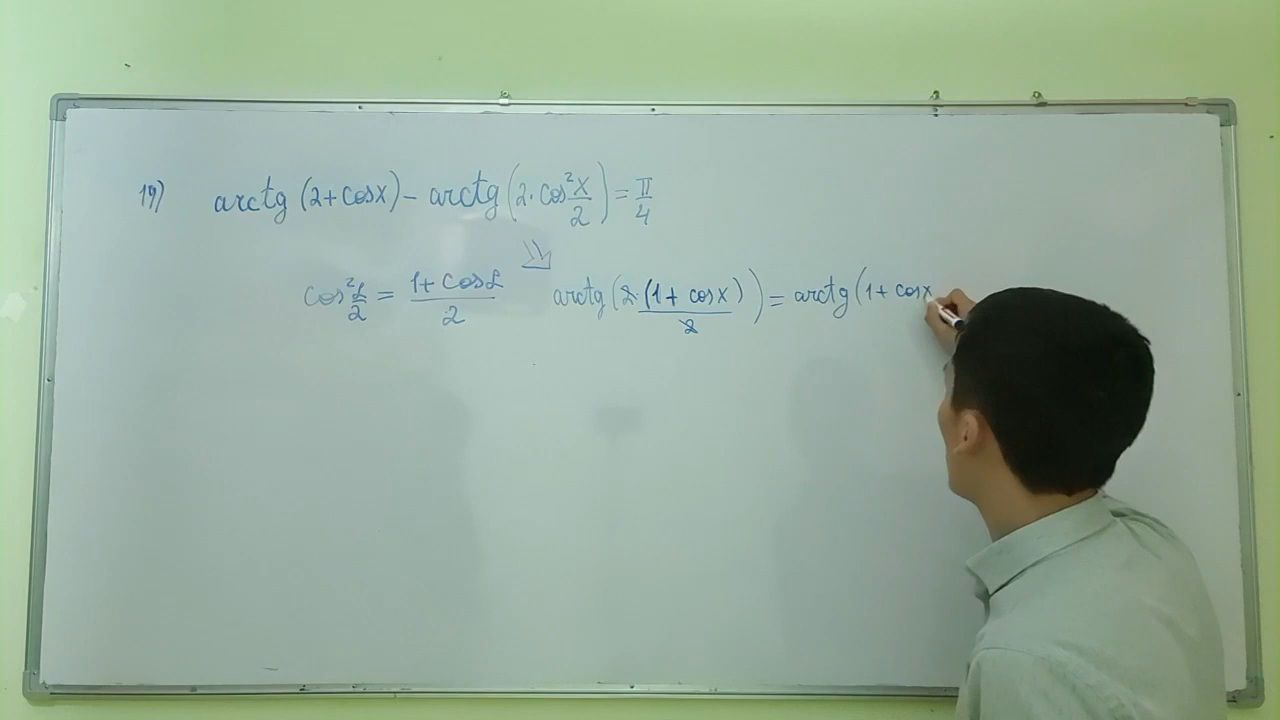 19) arctg (2+cosx) - arctg (2·cos²x/2) = π/4
cos²α/2 = 1+cosα/2 ⇒ arctg (2·(1+cosx)/2) = arctg (1+cosx